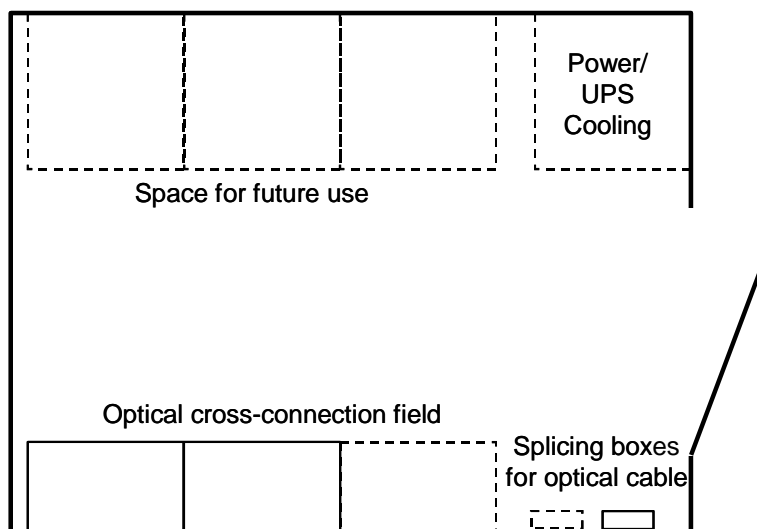 Power/
UPS
Cooling
Space for future use
Optical cross-connection field
Splicing boxes
for optical cable